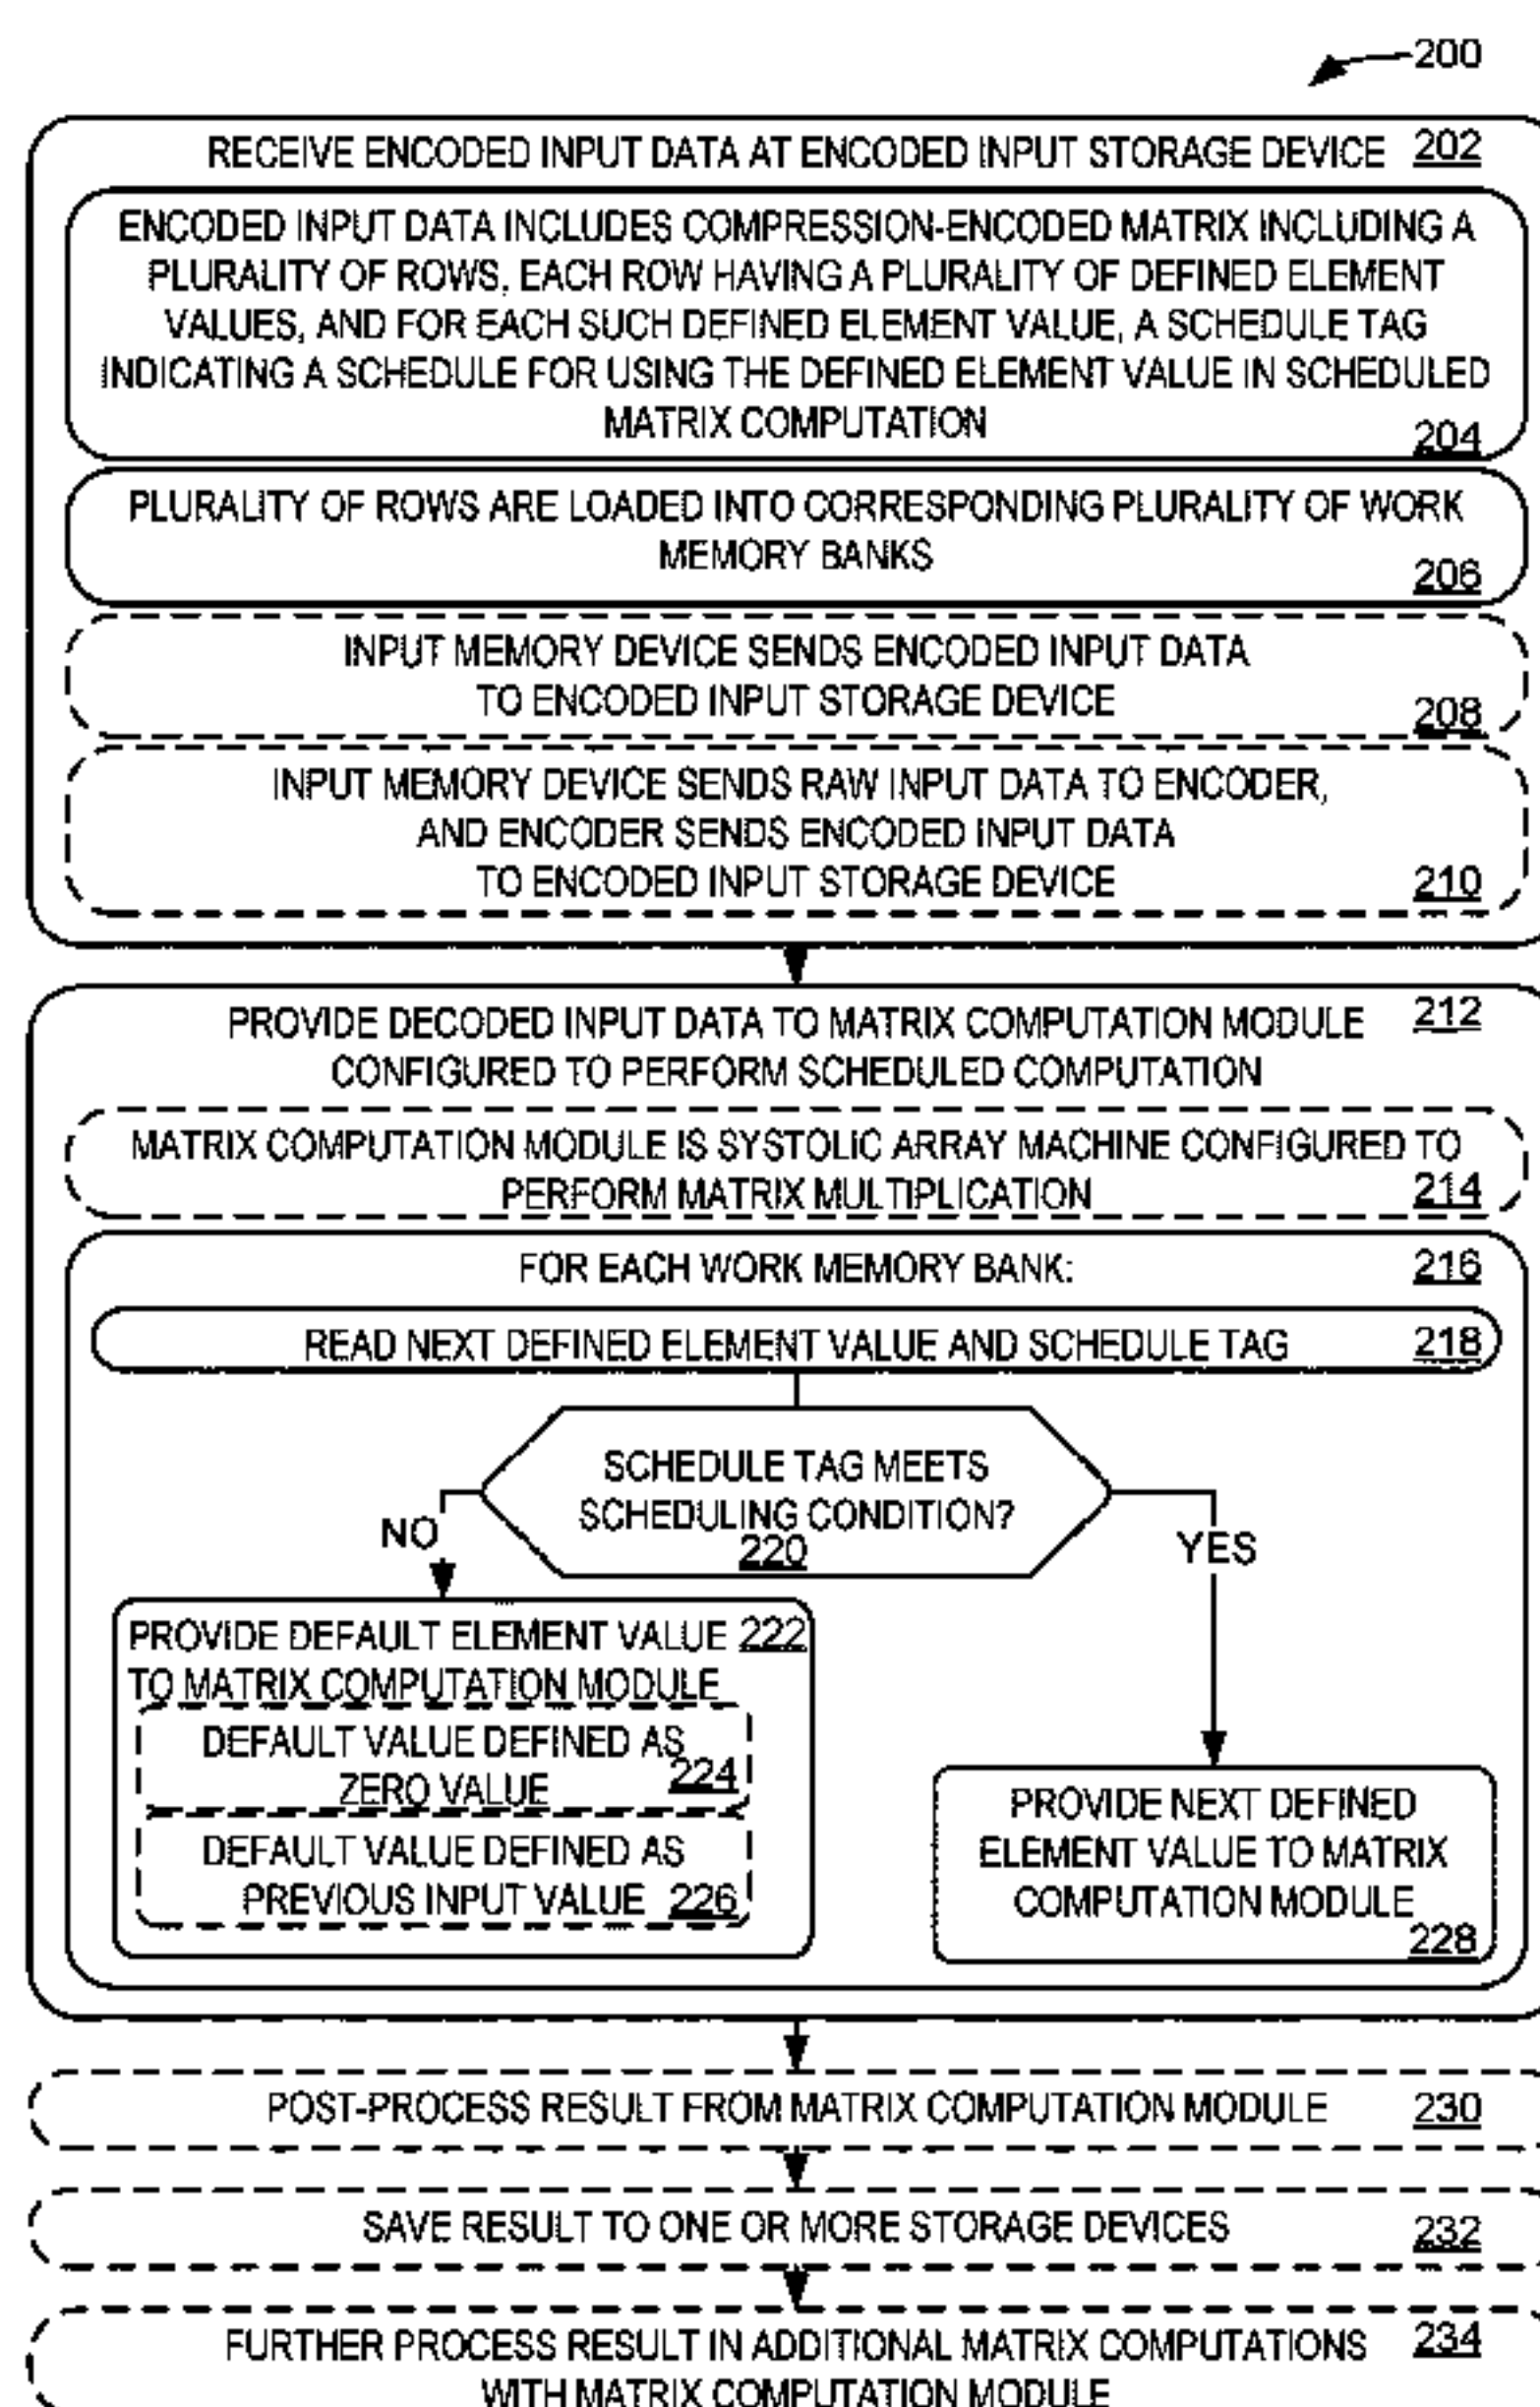 200
RECEIVE ENCODED INPUT DATA AT ENCODED INPUT STORAGE DEVICE 202
ENCODED INPUT DATA INCLUDES COMPRESSION-ENCODED MATRIX INCLUDING A
PLURALITY OF ROWS, EACH ROW HAVING A PLURALITY OF DEFINED ELEMENT
VALUES, AND FOR EACH SUCH DEFINED ELEMENT VALUE, A SCHEDULE TAG
INDICATING A SCHEDULE FOR USING THE DEFINED ELEMENT VALUE IN SCHEDULED
MATRIX COMPUTATION 204
PLURALITY OF ROWS ARE LOADED INTO CORRESPONDING PLURALITY OF WORK
MEMORY BANKS 206
INPUT MEMORY DEVICE SENDS ENCODED INPUT DATA
TO ENCODED INPUT STORAGE DEVICE 208
INPUT MEMORY DEVICE SENDS RAW INPUT DATA TO ENCODER,
AND ENCODER SENDS ENCODED INPUT DATA
TO ENCODED INPUT STORAGE DEVICE 210
PROVIDE DECODED INPUT DATA TO MATRIX COMPUTATION MODULE 212
CONFIGURED TO PERFORM SCHEDULED COMPUTATION
MATRIX COMPUTATION MODULE IS SYSTOLIC ARRAY MACHINE CONFIGURED TO
PERFORM MATRIX MULTIPLICATION 214
FOR EACH WORK MEMORY BANK: 216
READ NEXT DEFINED ELEMENT VALUE AND SCHEDULE TAG 218
SCHEDULE TAG MEETS
SCHEDULING CONDITION?
220
NO
YES
PROVIDE DEFAULT ELEMENT VALUE 222
TO MATRIX COMPUTATION MODULE
DEFAULT VALUE DEFINED AS
ZERO VALUE 224
DEFAULT VALUE DEFINED AS
PREVIOUS INPUT VALUE 226
PROVIDE NEXT DEFINED
ELEMENT VALUE TO MATRIX
COMPUTATION MODULE
228
POST-PROCESS RESULT FROM MATRIX COMPUTATION MODULE 230
SAVE RESULT TO ONE OR MORE STORAGE DEVICES 232
FURTHER PROCESS RESULT IN ADDITIONAL MATRIX COMPUTATIONS 234
WITH MATRIX COMPUTATION MODULE